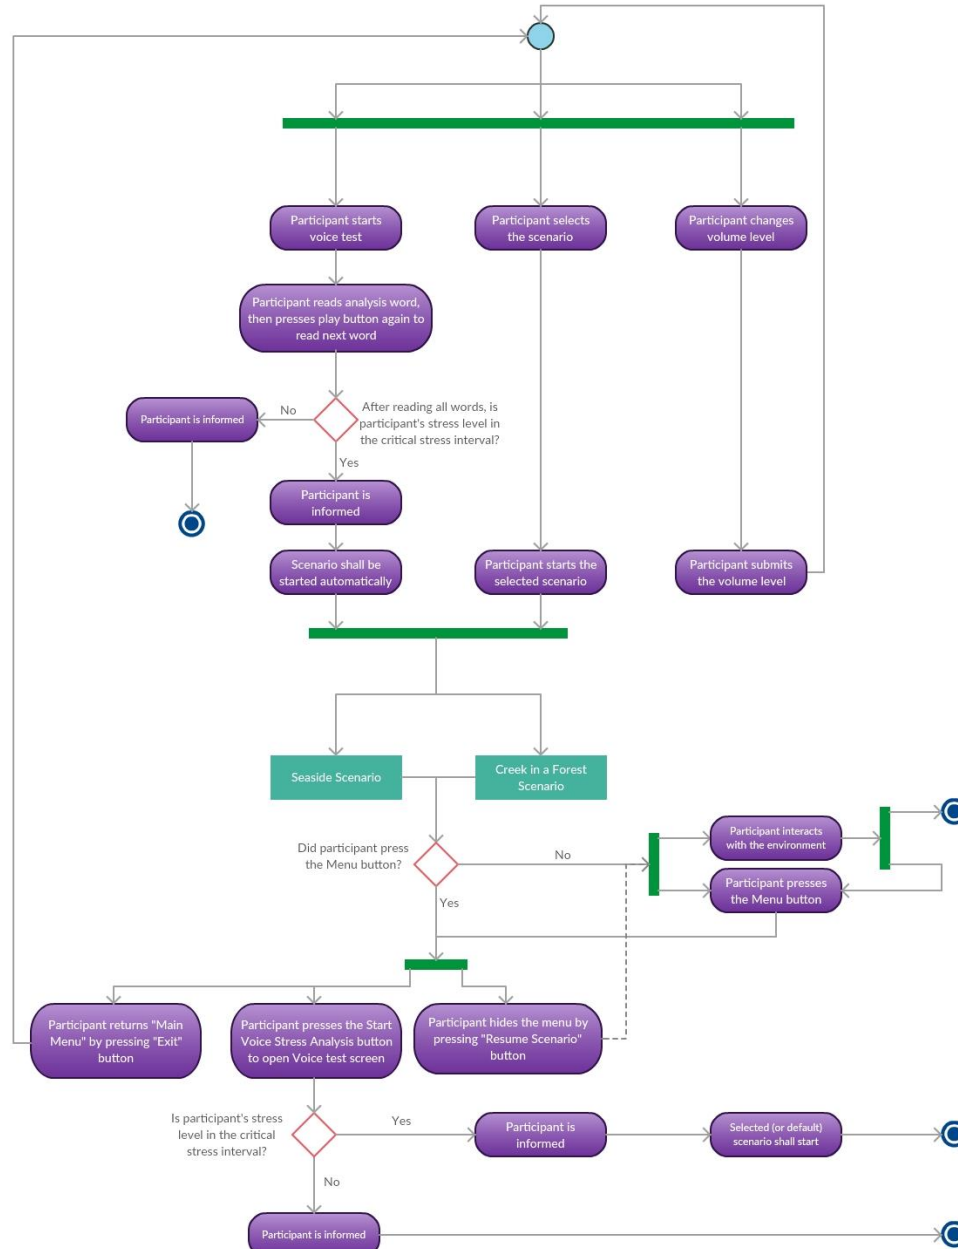 Participant starts
voice test
Participant selects
the scenario
Participant changes
volume level
Participant reads analysis word,
then presses play button again to
read next word
Participant is informed
No
After reading all words, is
participant's stress level in
the critical stress interval?
Yes
Participant is
informed
Scenario shall be
started automatically
Participant starts the
selected scenario
Participant submits
the volume level
Seaside Scenario
Creek in a Forest
Scenario
Did participant press
the Menu button?
No
Participant interacts
with the environment
Participant presses
the Menu button
Yes
Participant returns "Main
Menu" by pressing "Exit"
button
Participant presses the Start
Voice Stress Analysis button
to open Voice test screen
Participant hides the menu by
pressing "Resume Scenario"
button
Is participant's stress
level in the critical
stress interval?
Yes
Participant is
informed
Selected (or default)
scenario shall start
No
Participant is informed